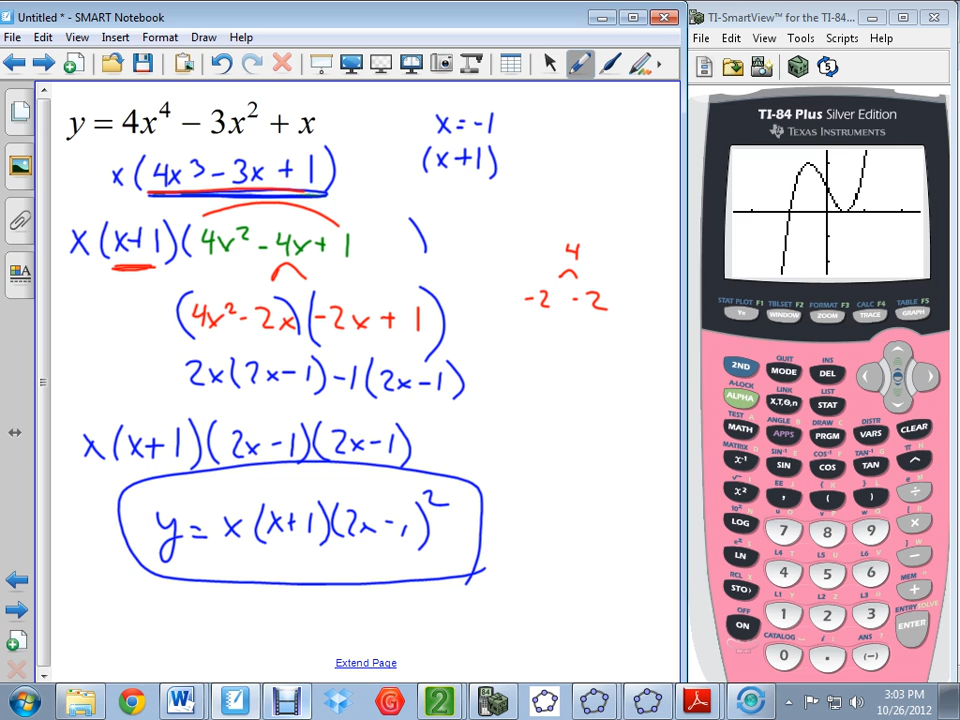 Untitled * - SMART Notebook
File Edit View Insert Format Draw Help
y = 4x⁴ − 3x² + x
x(4x³ − 3x + 1)
x = -1
(x+1)
x(x+1)(4x² − 4x + 1 )
4
-2 -2
(4x² − 2x)(−2x + 1)
2x(2x−1) −1(2x−1)
x(x+1)(2x−1)(2x−1)
y = x(x+1)(2x−1)²
Extend Page
TI-SmartView™ for the TI-84...
File Edit View Tools Scripts Help
TI-84 Plus Silver Edition
TEXAS INSTRUMENTS
STAT PLOT F1 TBLSET F2 FORMAT F3 CALC F4 TABLE F5
Y= WINDOW ZOOM TRACE GRAPH
QUIT INS
2ND MODE DEL
A-LOCK LINK LIST
ALPHA X,T,Θ,n STAT
TEST A ANGLE B DRAW C DISTR
MATH APPS PRGM VARS CLEAR
MATRIX D SIN⁻¹ E COS⁻¹ F TAN⁻¹ G π H
x⁻¹ SIN COS TAN ^
√ I EE J { K } L e M
x² , ( ) ÷
10ˣ N u O v P w Q [ R
LOG 7 8 9 ×
eˣ S L4 T L5 U L6 V ] W
LN 4 5 6 −
RCL X L1 Y L2 Z L3 θ MEM "
STO› 1 2 3 +
OFF CATALOG i : ANS ? ENTRY SOLVE
ON 0 . (−) ENTER
3:03 PM
10/26/2012